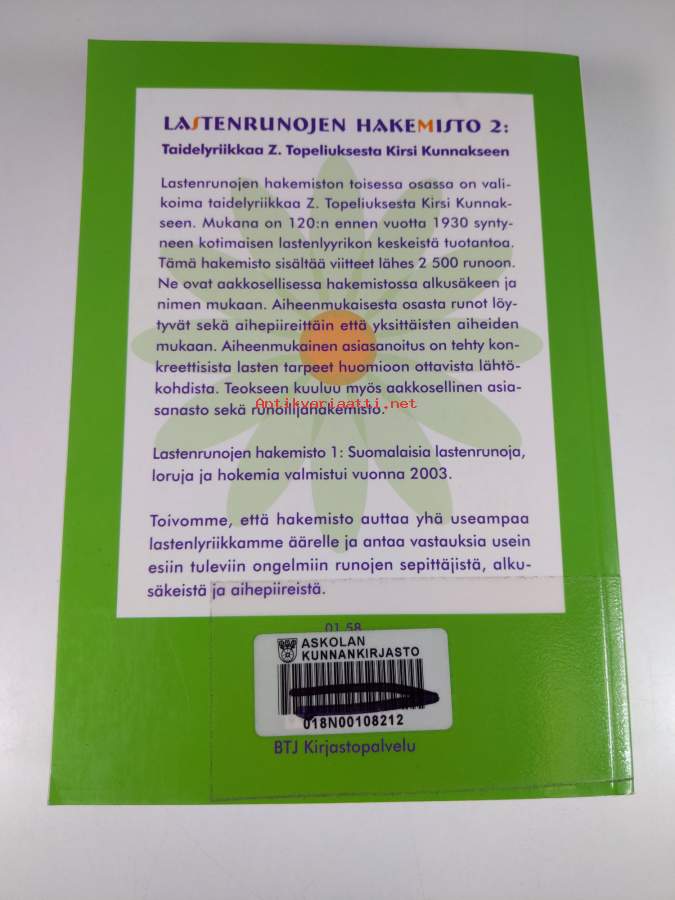 LASTENRUNOJEN HAKEMISTO 2:
Taidelyriikkaa Z. Topeliuksesta Kirsi Kunnakseen
Lastenrunojen hakemiston toisessa osassa on vali-
koima taidelyriikkaa Z. Topeliuksesta Kirsi Kunnak-
seen. Mukana on 120:n ennen vuotta 1930 synty-
neen kotimaisen lastenlyyrikon keskeistä tuotantoa.
Tämä hakemisto sisältää viitteet lähes 2 500 runoon.
Ne ovat aakkosellisessa hakemistossa alkusäkeen ja
nimen mukaan. Aiheenmukaisesta osasta runot löy-
tyvät sekä aihepiireittäin että yksittäisten aiheiden
mukaan. Aiheenmukainen asiasanoitus on tehty kon-
kreettisista lasten tarpeet huomioon ottavista lähtö-
kohdista. Teokseen kuuluu myös aakkosellinen asia-
Antikvariaatti.net
sanasto sekä runoilijahakemisto.
Lastenrunojen hakemisto 1: Suomalaisia lastenrunoja,
loruja ja hokemia valmistui vuonna 2003.
Toivomme, että hakemisto auttaa yhä useampaa
lastenlyriikkamme äärelle ja antaa vastauksia usein
esiin tuleviin ongelmiin runojen sepittäjistä, alku-
säkeistä ja aihepiireistä.
01.58
ASKOLAN
KUNNANKIRJASTO
018N00108212
BTJ Kirjastopalvelu